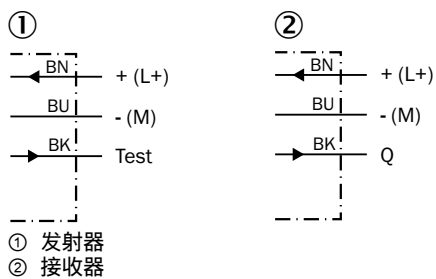 ① ②
BN + (L+) BN + (L+)
BU - (M) BU - (M)
BK Test BK Q
① 发射器
② 接收器